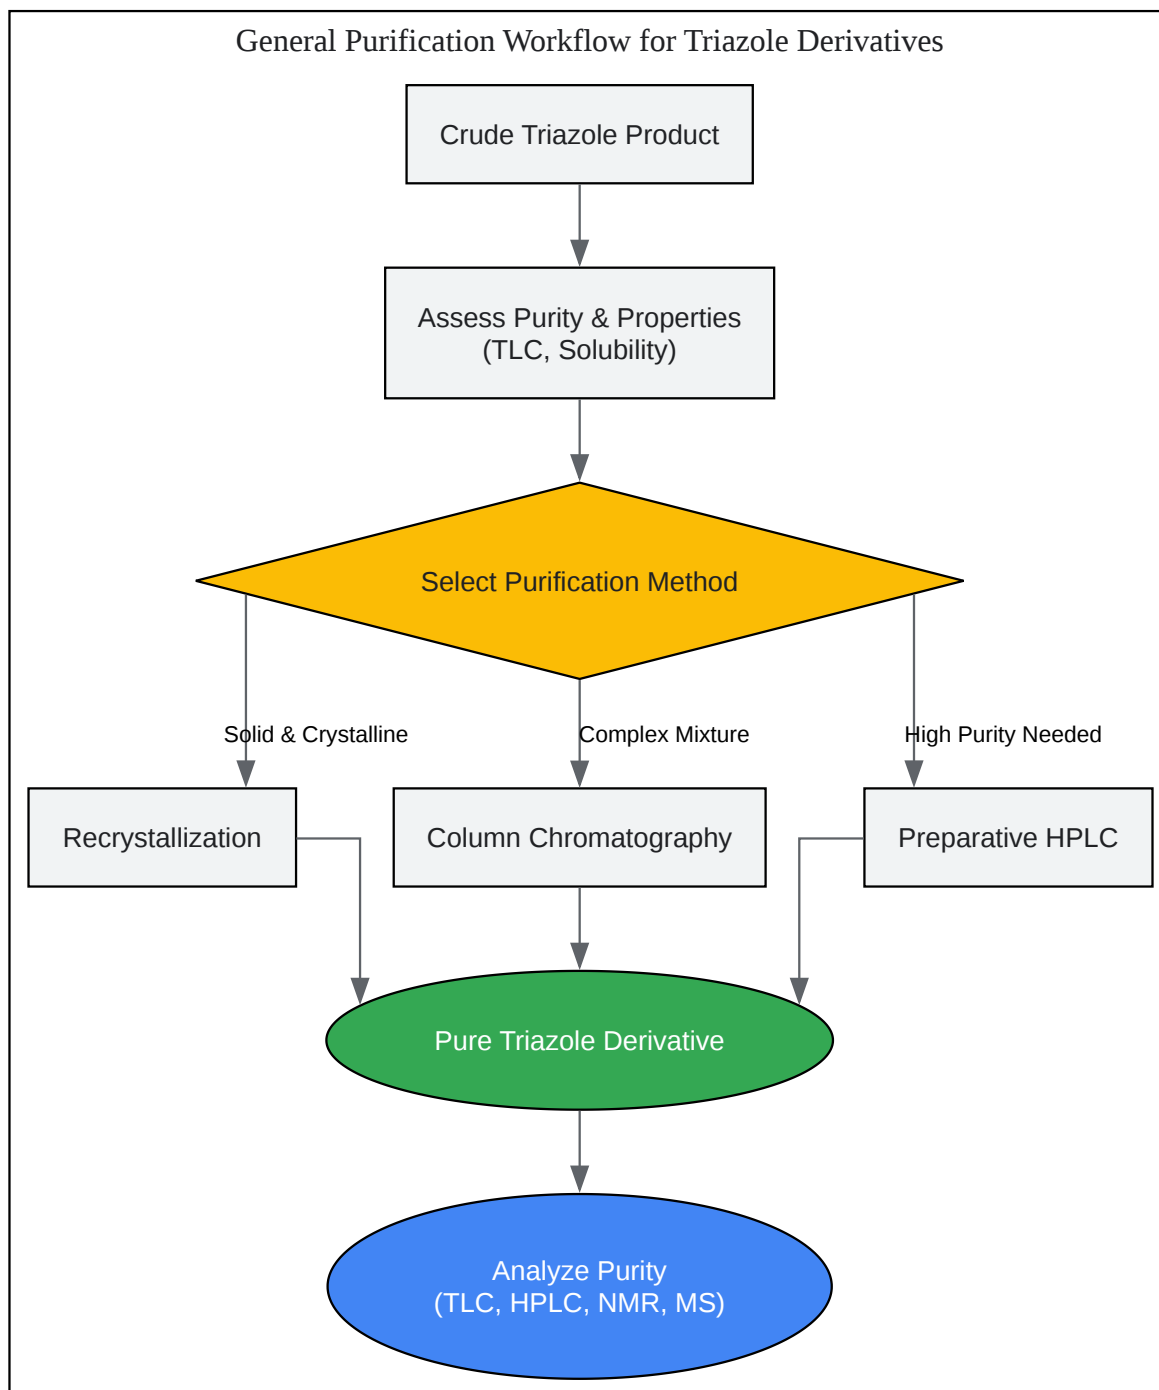 General Purification Workflow for Triazole Derivatives
Crude Triazole Product
Assess Purity & Properties
(TLC, Solubility)
Select Purification Method
Solid & Crystalline
Complex Mixture
High Purity Needed
Recrystallization
Column Chromatography
Preparative HPLC
Pure Triazole Derivative
Analyze Purity
(TLC, HPLC, NMR, MS)